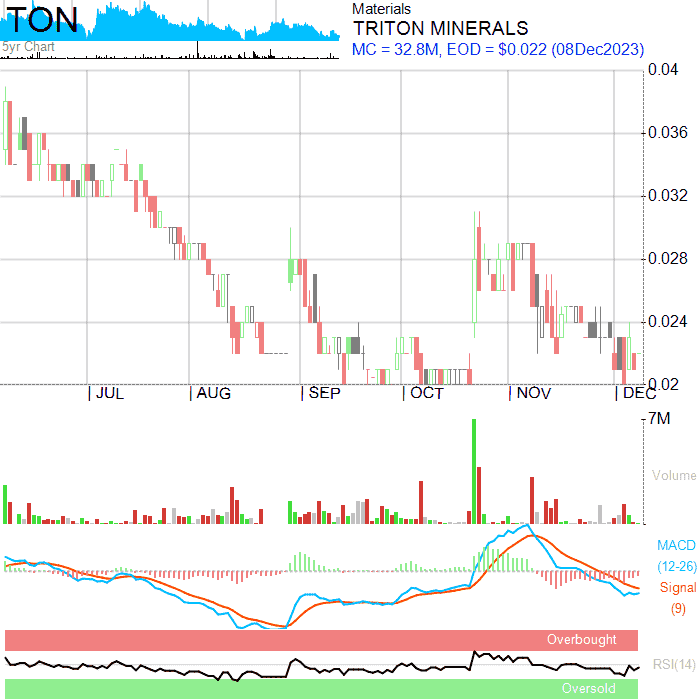 TON
5yr Chart
Materials
TRITON MINERALS
MC = 32.8M, EOD = $0.022 (08Dec2023)
0.04
0.036
0.032
0.028
0.024
0.02
JUL AUG SEP OCT NOV DEC
7M
Volume
MACD
(12-26)
Signal
(9)
Overbought
RSI(14)
Oversold